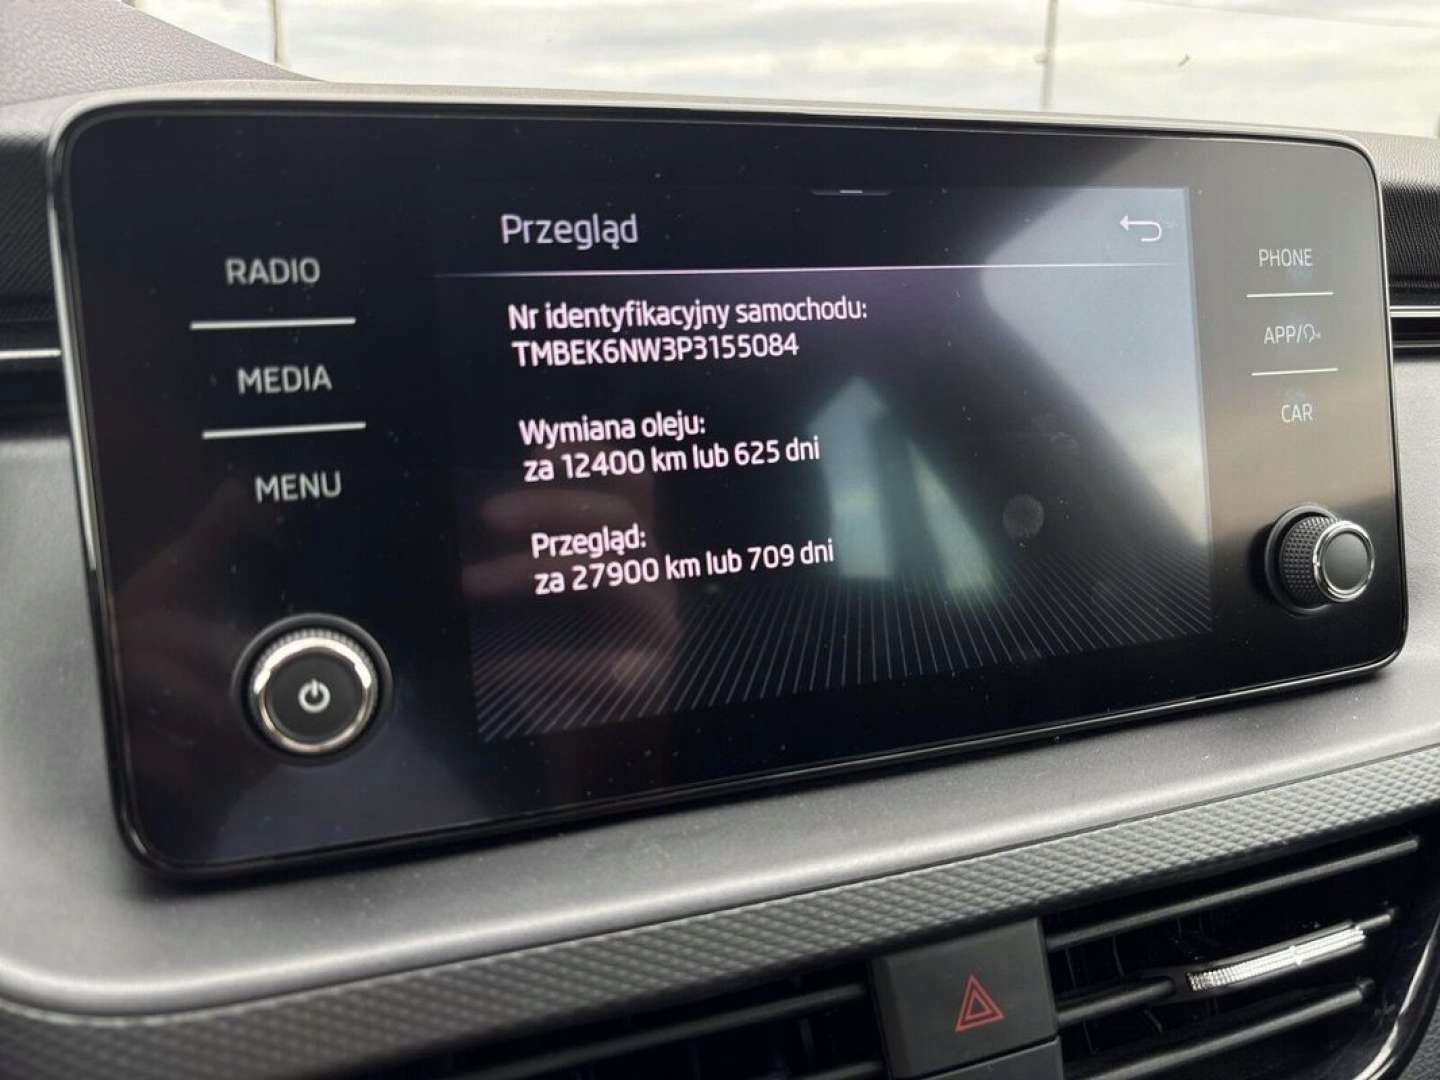 RADIO
MEDIA
MENU
Przegląd
Nr identyfikacyjny samochodu:
TMBEK6NW3P3155084
Wymiana oleju:
za 12400 km lub 625 dni
Przegląd:
za 27900 km lub 709 dni
PHONE
APP/
CAR